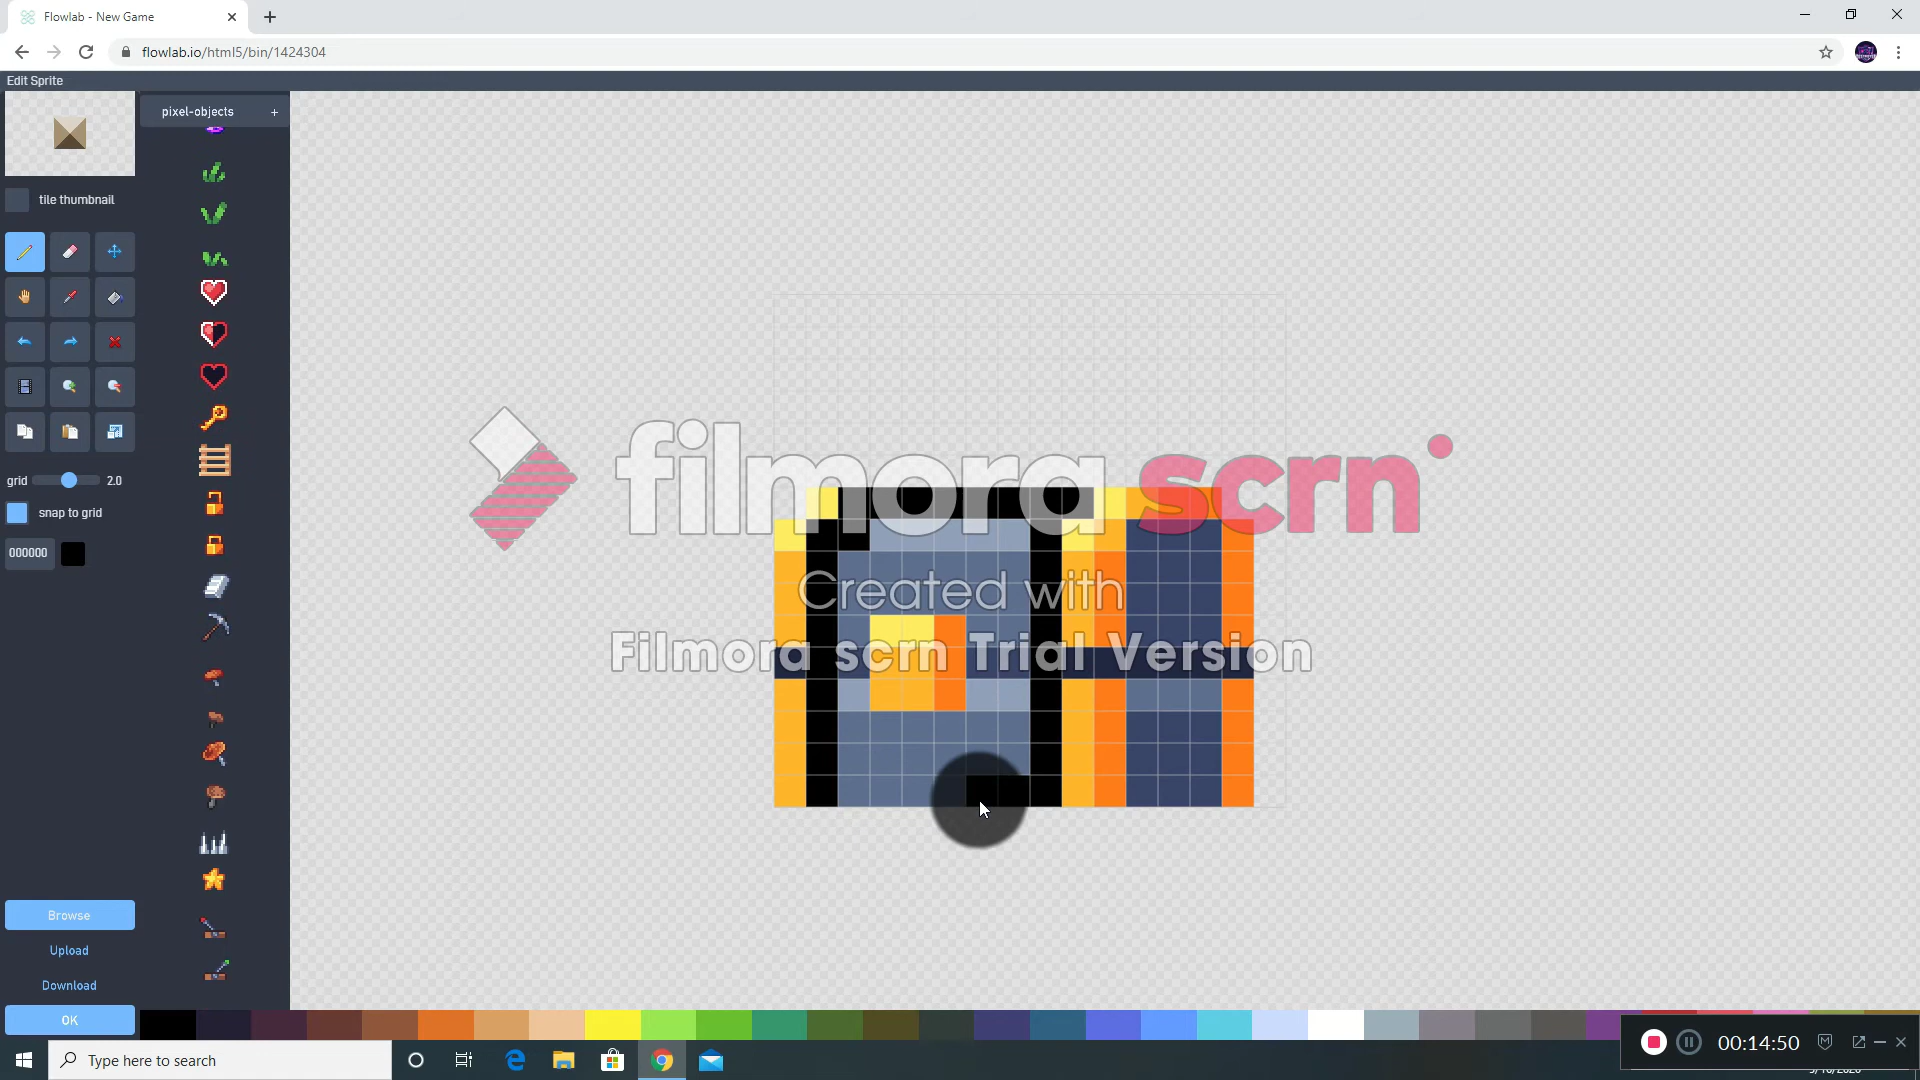 Flowlab - New Game
flowlab.io/html5/bin/1424304
Edit Sprite
pixel-objects +
tile thumbnail
grid 2.0
snap to grid
000000
filmora scrn
Created with
Filmora scrn Trial Version
Browse
Upload
Download
OK
Type here to search
00:14:50